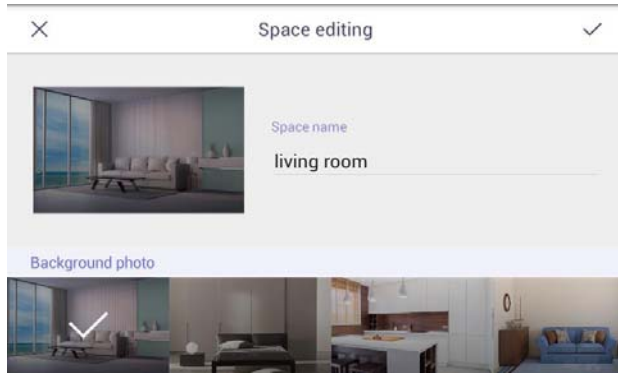 Space editing
Space name
living room
Background photo